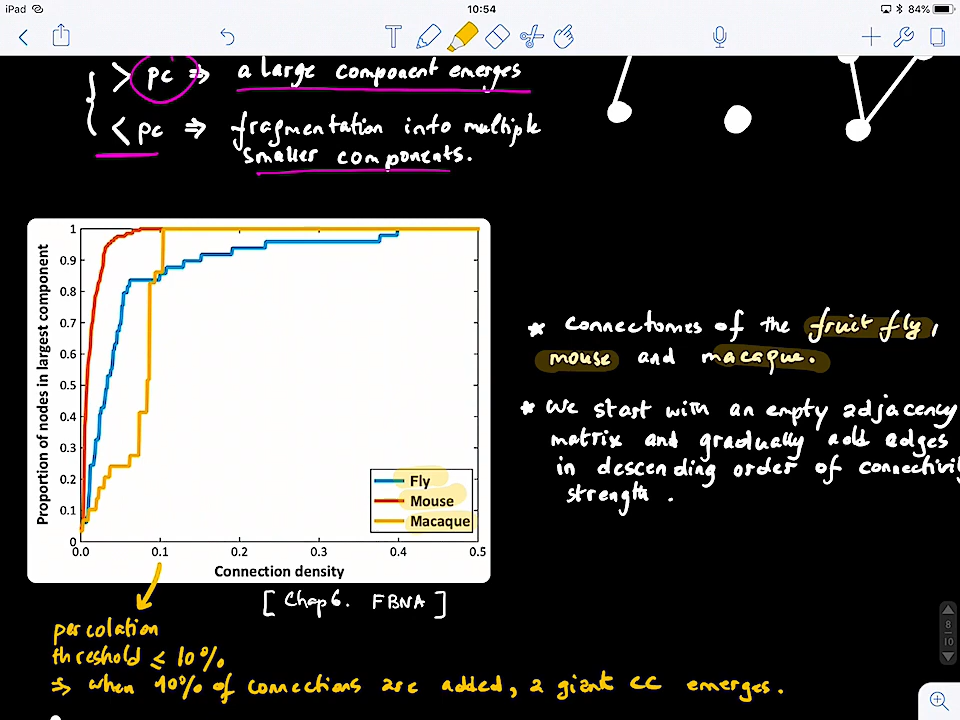 iPad
10:54
84%
> pc ⇒ a large component emerges
< pc ⇒ fragmentation into multiple
smaller components.
Proportion of nodes in largest component
1
0.9
0.8
0.7
0.6
0.5
0.4
0.3
0.2
0.1
0
0.0 0.1 0.2 0.3 0.4 0.5
Connection density
Fly
Mouse
Macaque
[ Chap 6. FBNA ]
* Connectomes of the fruit fly,
mouse and macaque.
* We start with an empty adjacency
matrix and gradually add edges
in descending order of connectivity
strength.
percolation
threshold ≤ 10%
⇒ when 10% of connections are added, a giant CC emerges.
8
10